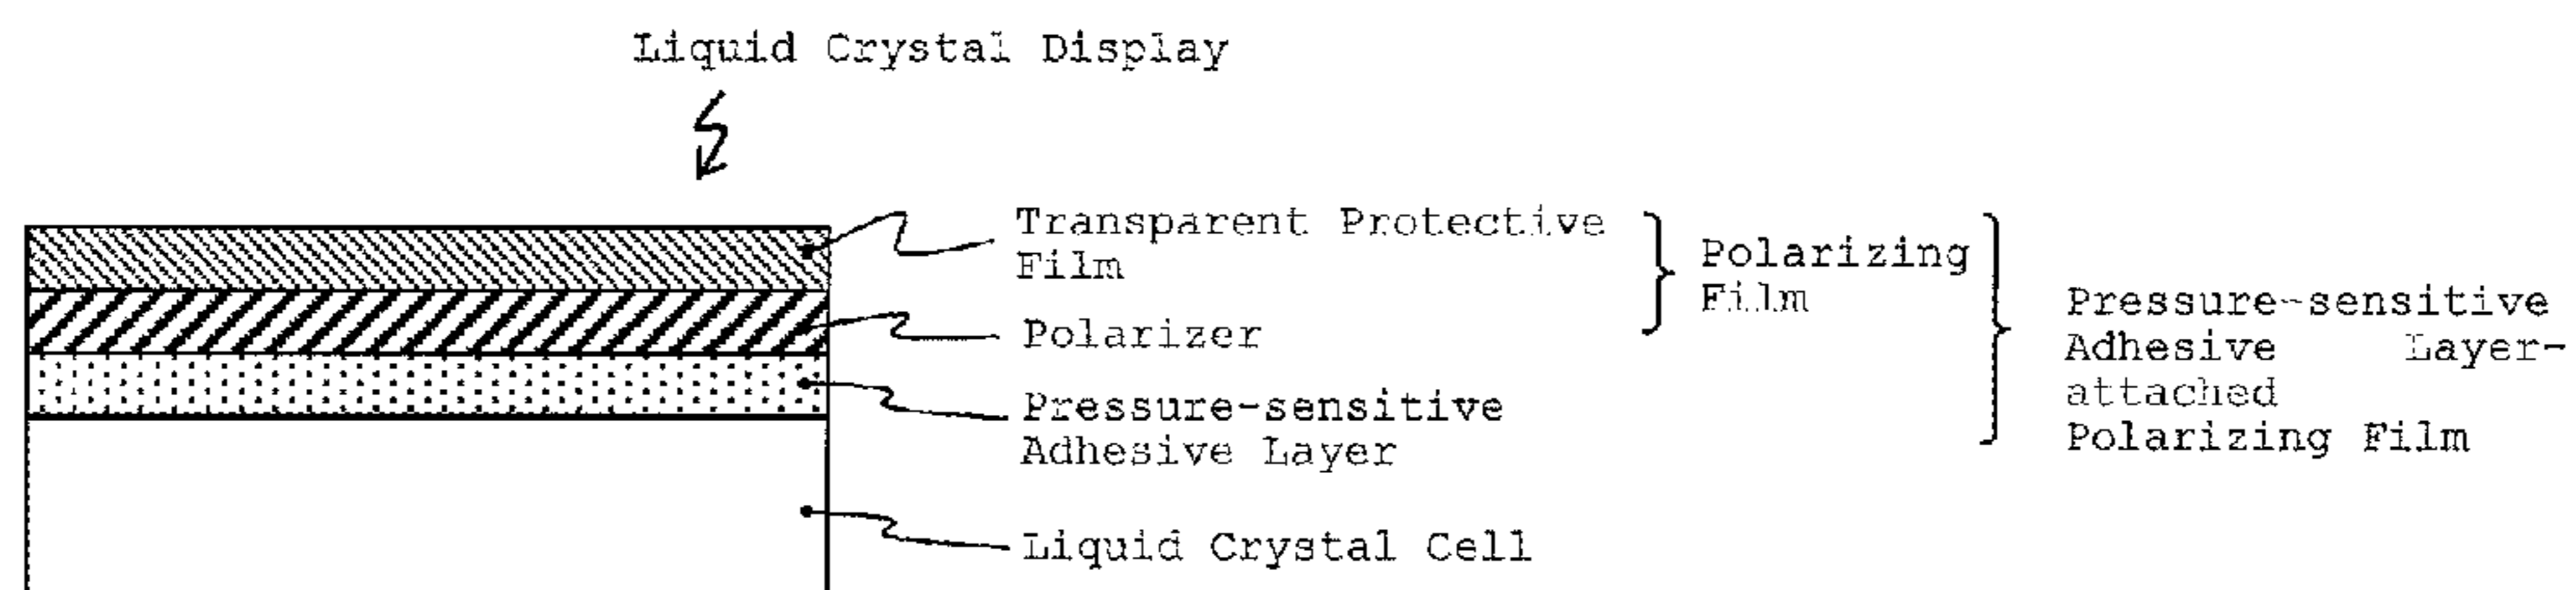 Liquid Crystal Display
Transparent Protective
Film
Polarizer
Pressure-sensitive
Adhesive Layer
Liquid Crystal Cell
Polarizing
Film
Pressure-sensitive
Adhesive Layer-
attached
Polarizing Film